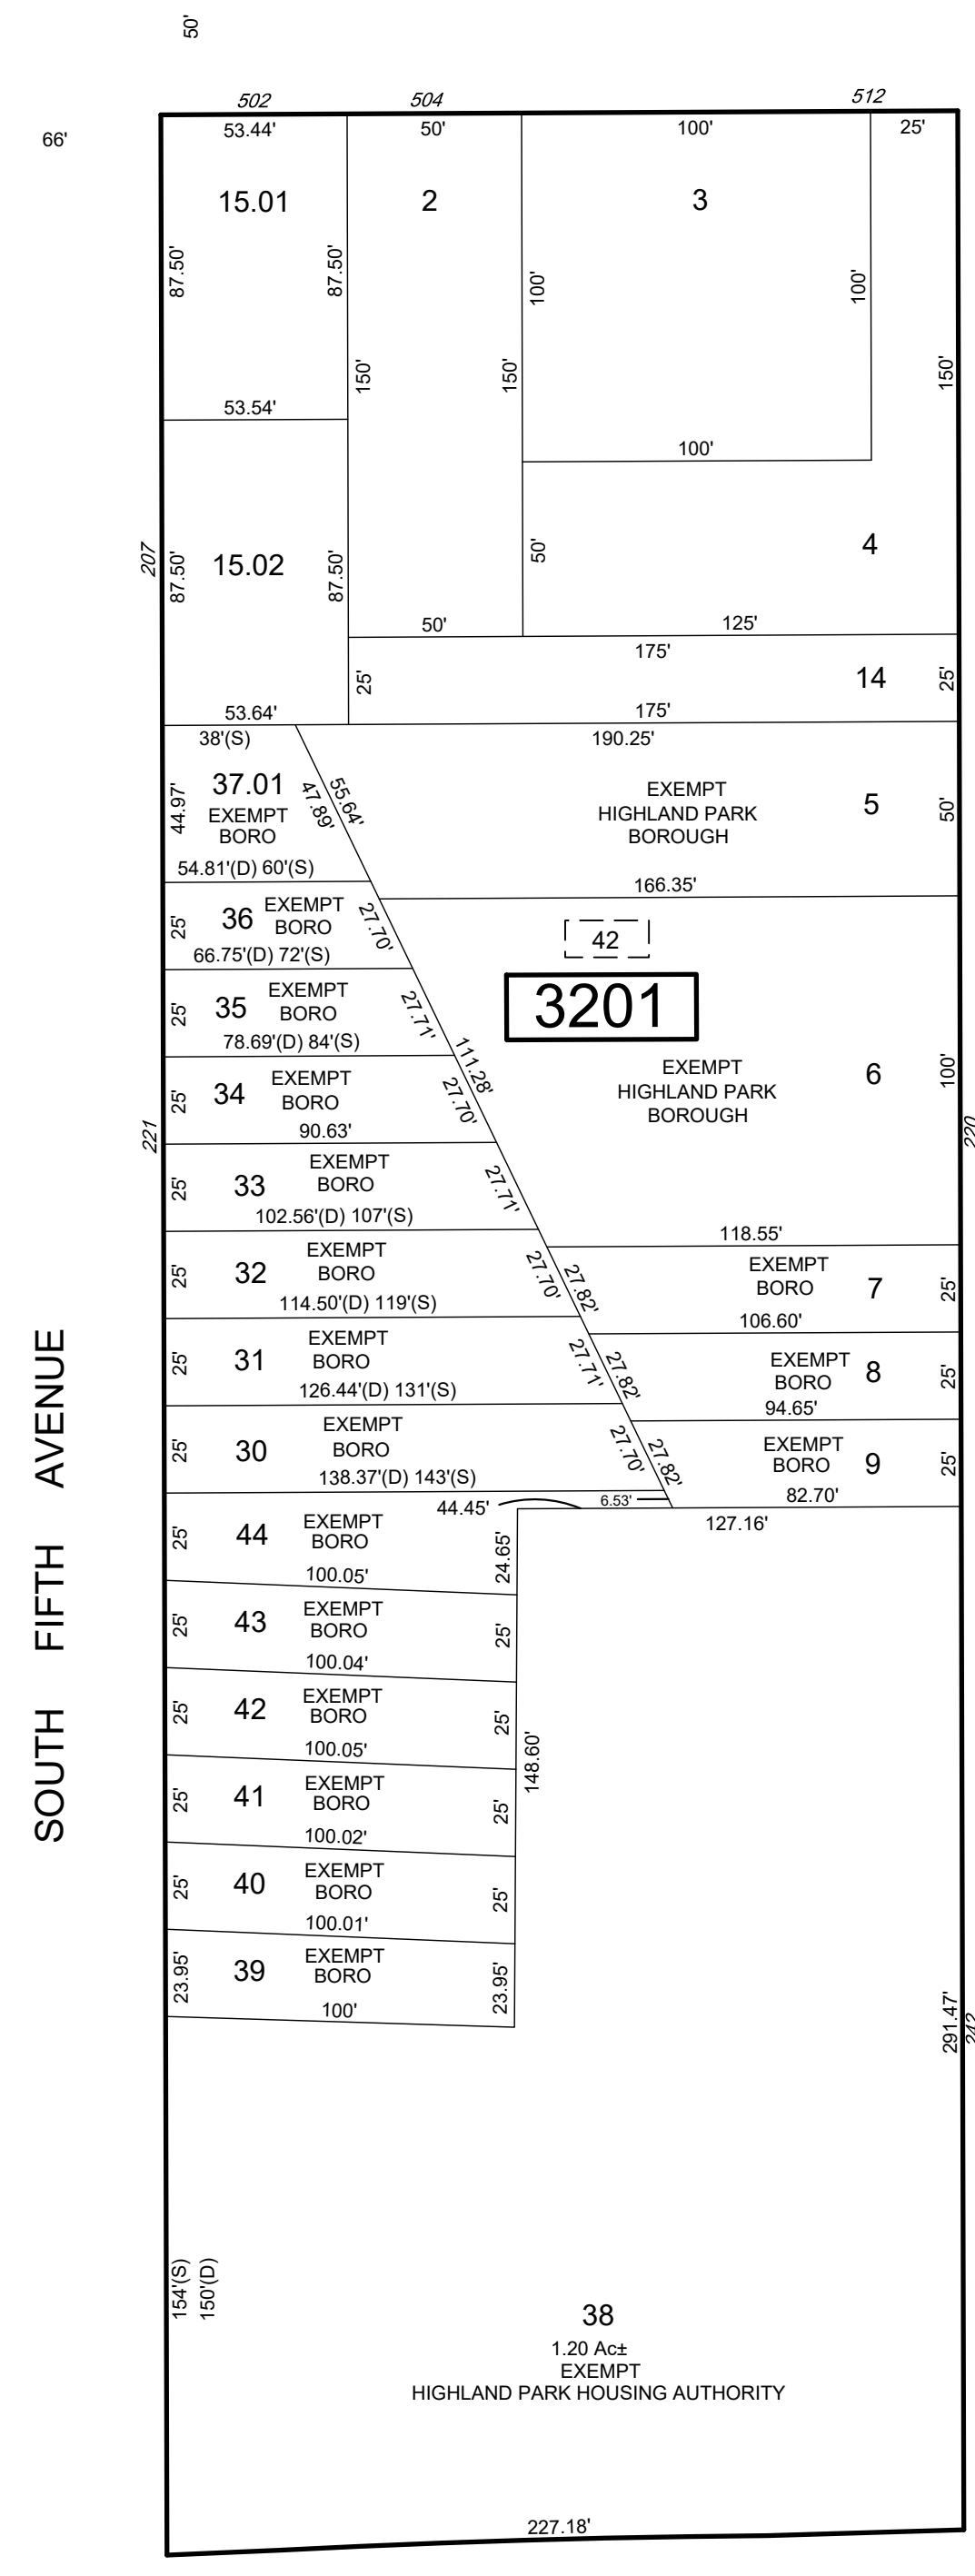 50'
66'
502
504
512
53.44'
50'
100'
25'
15.01
2
3
87.50'
87.50'
100'
100'
150'
150'
150'
53.54'
100'
207
87.50'
15.02
87.50'
50'
4
50'
125'
175'
25'
14
25'
53.64'
175'
38'(S)
190.25'
44.97'
37.01
EXEMPT
BORO
47.89'
55.64'
EXEMPT
HIGHLAND PARK
BOROUGH
5
50'
54.81'(D) 60'(S)
166.35'
25'
36
EXEMPT
BORO
27.70'
66.75'(D) 72'(S)
42
3201
25'
35
EXEMPT
BORO
27.71'
78.69'(D) 84'(S)
111.28'
EXEMPT
HIGHLAND PARK
BOROUGH
6
100'
220
221
25'
34
EXEMPT
BORO
27.70'
90.63'
25'
33
EXEMPT
BORO
27.71'
102.56'(D) 107'(S)
118.55'
25'
32
EXEMPT
BORO
27.70'
27.82'
114.50'(D) 119'(S)
EXEMPT
BORO
7
25'
106.60'
25'
31
EXEMPT
BORO
27.71'
27.82'
126.44'(D) 131'(S)
EXEMPT
BORO
8
25'
94.65'
25'
30
EXEMPT
BORO
27.70'
27.82'
138.37'(D) 143'(S)
EXEMPT
BORO
9
25'
82.70'
44.45'
6.53'
127.16'
SOUTH FIFTH AVENUE
25'
44
EXEMPT
BORO
24.65'
100.05'
25'
43
EXEMPT
BORO
25'
100.04'
25'
42
EXEMPT
BORO
25'
100.05'
148.60'
25'
41
EXEMPT
BORO
25'
100.02'
25'
40
EXEMPT
BORO
25'
100.01'
23.95'
39
EXEMPT
BORO
23.95'
100'
291.47'
242
154'(S)
150'(D)
38
1.20 Ac±
EXEMPT
HIGHLAND PARK HOUSING AUTHORITY
227.18'